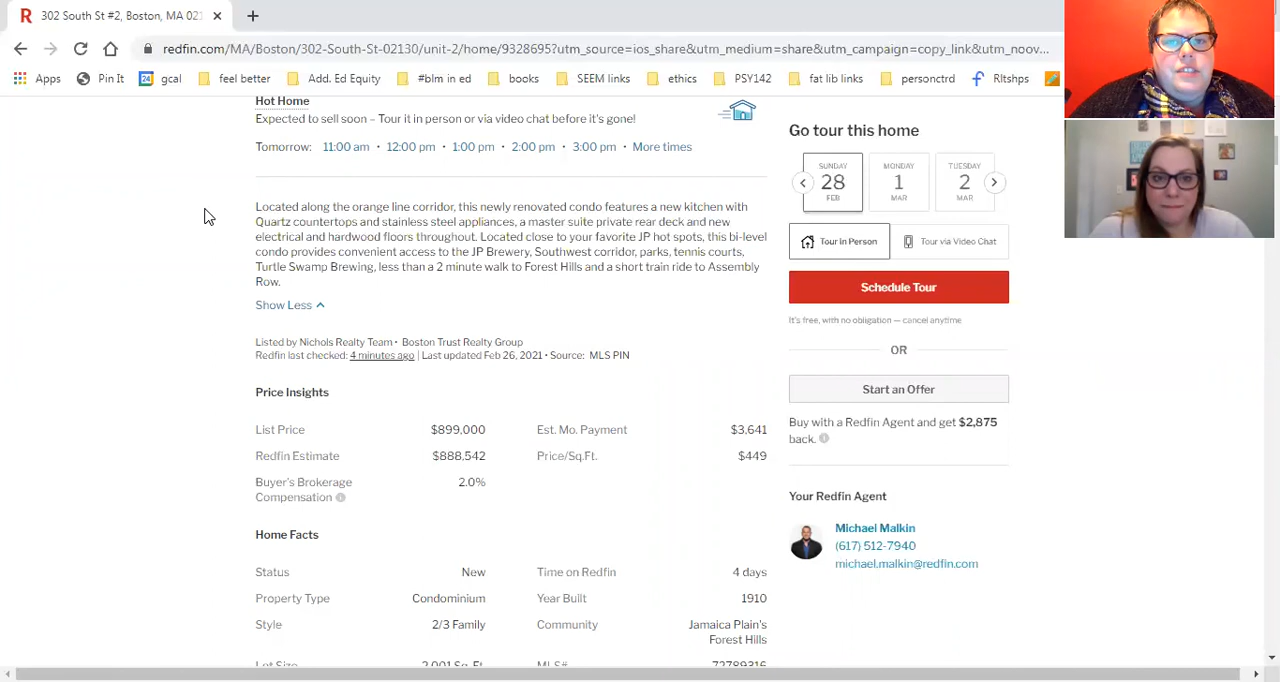 302 South St #2, Boston, MA 021
redfin.com/MA/Boston/302-South-St-02130/unit-2/home/9328695?utm_source=ios_share&utm_medium=share&utm_campaign=copy_link&utm_noov...
Apps Pin It gcal feel better Add. Ed Equity #blm in ed books SEEM links ethics PSY142 fat lib links personctrd Rltshps
Hot Home
Expected to sell soon – Tour it in person or via video chat before it's gone!
Tomorrow: 11:00 am • 12:00 pm • 1:00 pm • 2:00 pm • 3:00 pm • More times
Located along the orange line corridor, this newly renovated condo features a new kitchen with
Quartz countertops and stainless steel appliances, a master suite private rear deck and new
electrical and hardwood floors throughout. Located close to your favorite JP hot spots, this bi-level
condo provides convenient access to the JP Brewery, Southwest corridor, parks, tennis courts,
Turtle Swamp Brewing, less than a 2 minute walk to Forest Hills and a short train ride to Assembly
Row.
Show Less
Listed by Nichols Realty Team • Boston Trust Realty Group
Redfin last checked: 4 minutes ago | Last updated Feb 26, 2021 • Source: MLS PIN
Price Insights
List Price $899,000 Est. Mo. Payment $3,641
Redfin Estimate $888,542 Price/Sq.Ft. $449
Buyer's Brokerage 2.0%
Compensation
Home Facts
Status New Time on Redfin 4 days
Property Type Condominium Year Built 1910
Style 2/3 Family Community Jamaica Plain's
Forest Hills
Lot Size 2,001 Sq. Ft. MLS# 72789316
Go tour this home
SUNDAY MONDAY TUESDAY
28 1 2
FEB MAR MAR
Tour in Person Tour via Video Chat
Schedule Tour
It's free, with no obligation — cancel anytime
OR
Start an Offer
Buy with a Redfin Agent and get $2,875
back.
Your Redfin Agent
Michael Malkin
(617) 512-7940
michael.malkin@redfin.com